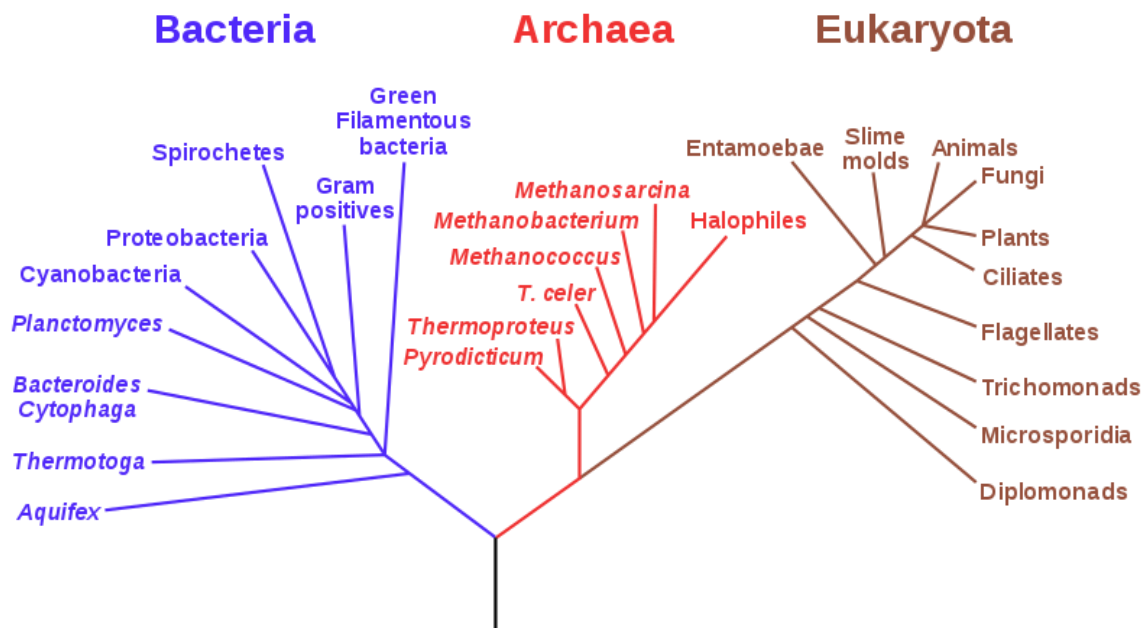 Bacteria
Archaea
Eukaryota
Green
Filamentous
bacteria
Spirochetes
Gram
positives
Proteobacteria
Cyanobacteria
Planctomyces
Bacteroides
Cytophaga
Thermotoga
Aquifex
Methanosarcina
Methanobacterium
Halophiles
Methanococcus
T. celer
Thermoproteus
Pyrodicticum
Entamoebae
Slime
molds
Animals
Fungi
Plants
Ciliates
Flagellates
Trichomonads
Microsporidia
Diplomonads